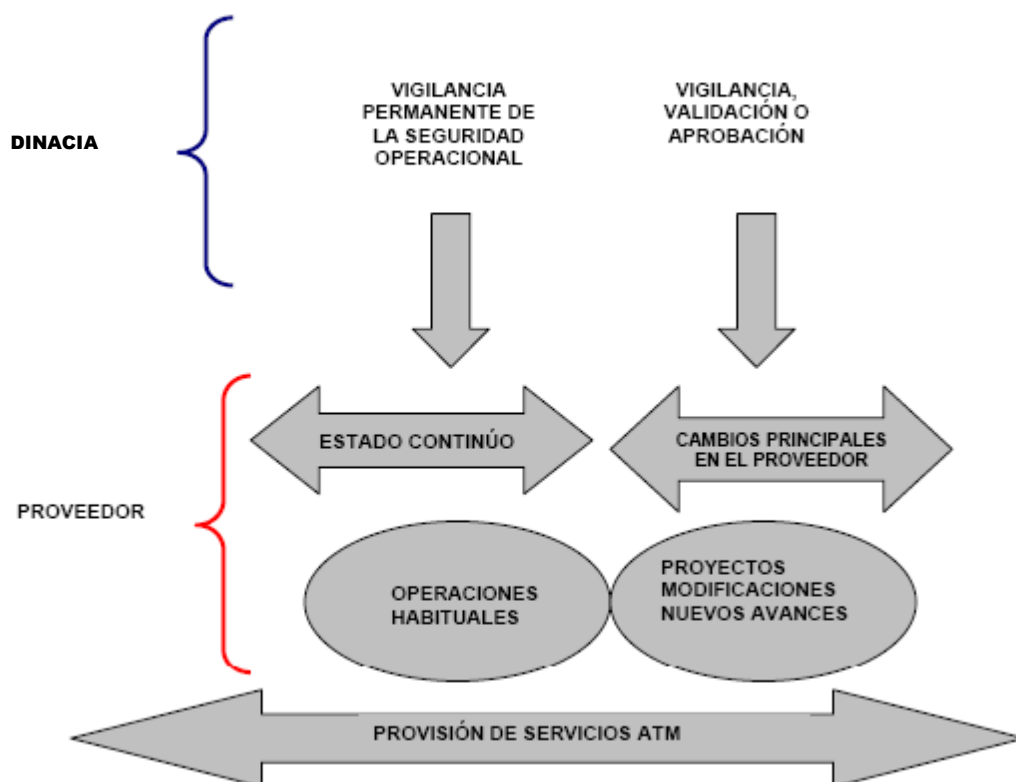 DINACIA
VIGILANCIA
PERMANENTE DE
LA SEGURIDAD
OPERACIONAL
VIGILANCIA,
VALIDACIÓN O
APROBACIÓN
PROVEEDOR
ESTADO CONTINÚO
CAMBIOS PRINCIPALES
EN EL PROVEEDOR
OPERACIONES
HABITUALES
PROYECTOS
MODIFICACIONES
NUEVOS AVANCES
PROVISIÓN DE SERVICIOS ATM